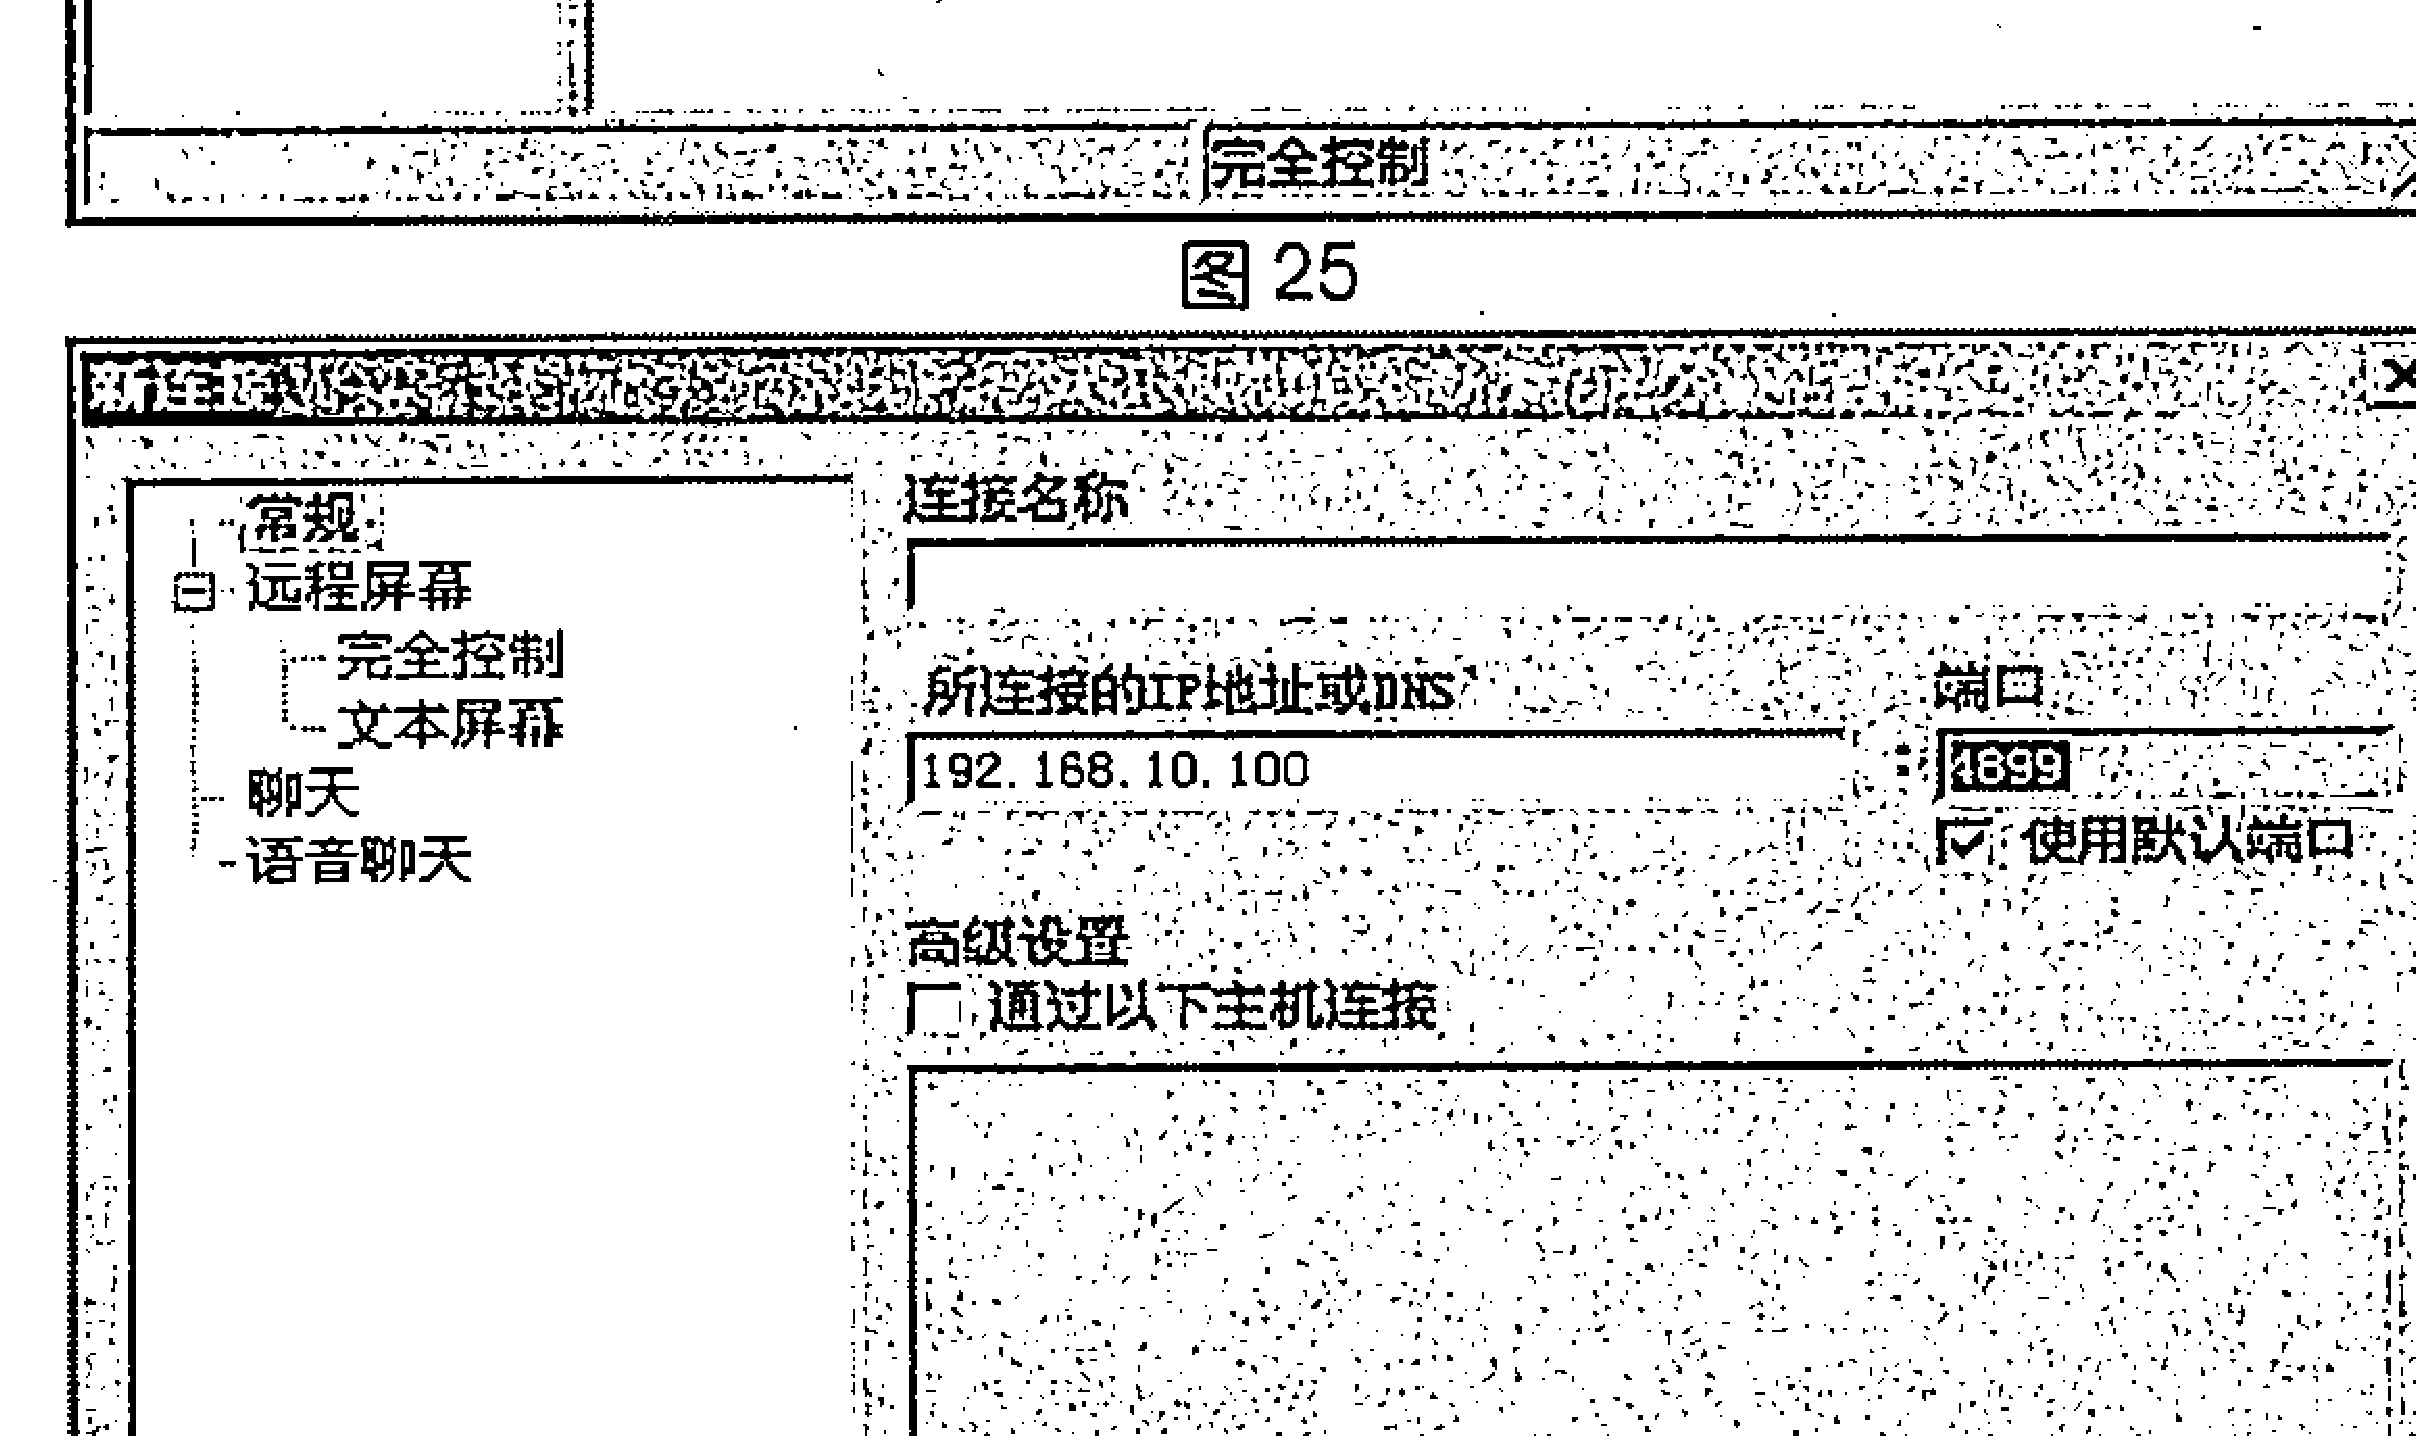 完全控制
图 25
新连接
常规
远程屏幕
完全控制
文本屏幕
聊天
语音聊天
连接名称
所连接的IP地址或DNS
端口
192.168.10.100
4899
使用默认端口
高级设置
通过以下主机连接